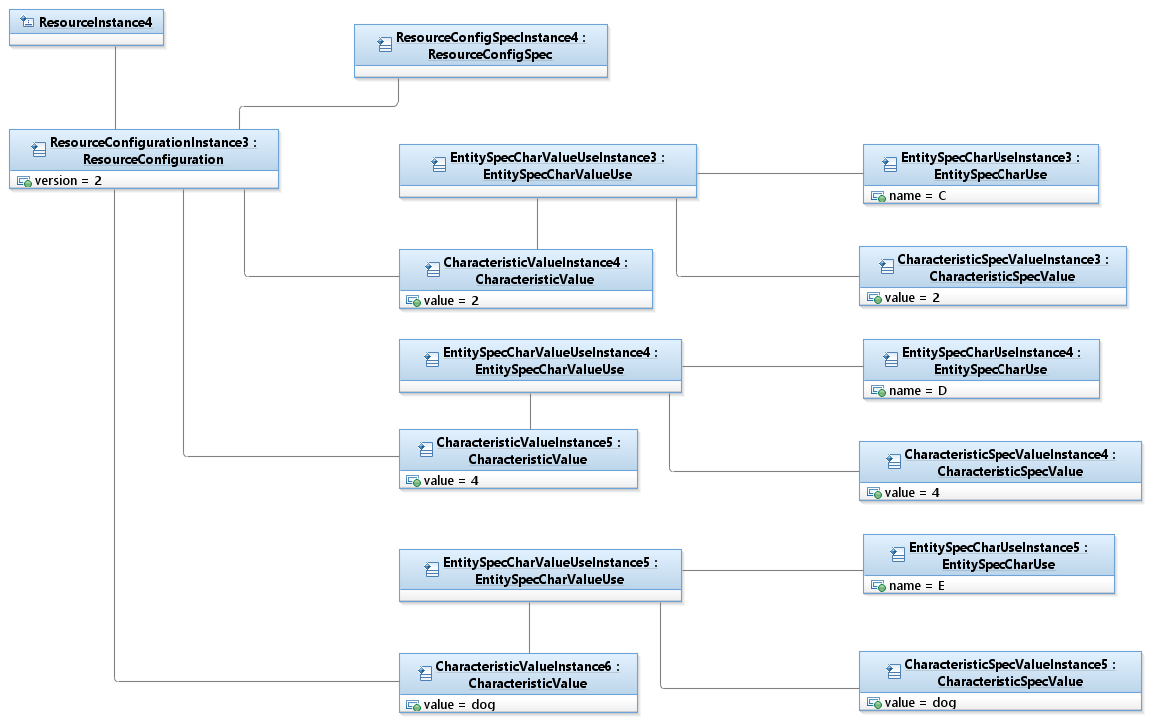 ResourceInstance4
ResourceConfigSpecInstance4 :
ResourceConfigSpec
ResourceConfigurationInstance3 :
ResourceConfiguration
version = 2
EntitySpecCharValueUseInstance3 :
EntitySpecCharValueUse
EntitySpecCharUseInstance3 :
EntitySpecCharUse
name = C
CharacteristicValueInstance4 :
CharacteristicValue
value = 2
CharacteristicSpecValueInstance3 :
CharacteristicSpecValue
value = 2
EntitySpecCharValueUseInstance4 :
EntitySpecCharValueUse
EntitySpecCharUseInstance4 :
EntitySpecCharUse
name = D
CharacteristicValueInstance5 :
CharacteristicValue
value = 4
CharacteristicSpecValueInstance4 :
CharacteristicSpecValue
value = 4
EntitySpecCharValueUseInstance5 :
EntitySpecCharValueUse
EntitySpecCharUseInstance5 :
EntitySpecCharUse
name = E
CharacteristicValueInstance6 :
CharacteristicValue
value = dog
CharacteristicSpecValueInstance5 :
CharacteristicSpecValue
value = dog